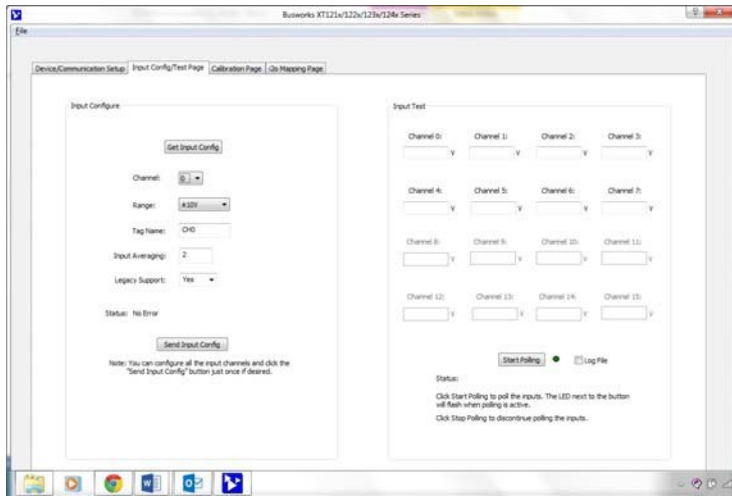 Busworks XT121x/122x/123x/124x Series
File
Device/Communication Setup
Input Config/Test Page
Calibration Page
i2o Mapping Page
Input Configure
Get Input Config
Channel: 0
Range: ±10V
Tag Name: CH0
Input Averaging: 2
Legacy Support: Yes
Status: No Error
Send Input Config
Note: You can configure all the input channels and click the
"Send Input Config" button just once if desired.
Input Test
Channel 0: Channel 1: Channel 2: Channel 3:
V V V V
Channel 4: Channel 5: Channel 6: Channel 7:
V V V V
Channel 8: Channel 9: Channel 10: Channel 11:
V V V V
Channel 12: Channel 13: Channel 14: Channel 15:
V V V V
Start Polling Log File
Status:
Click Start Polling to poll the inputs. The LED next to the button
will flash when polling is active.
Click Stop Polling to discontinue polling the inputs.